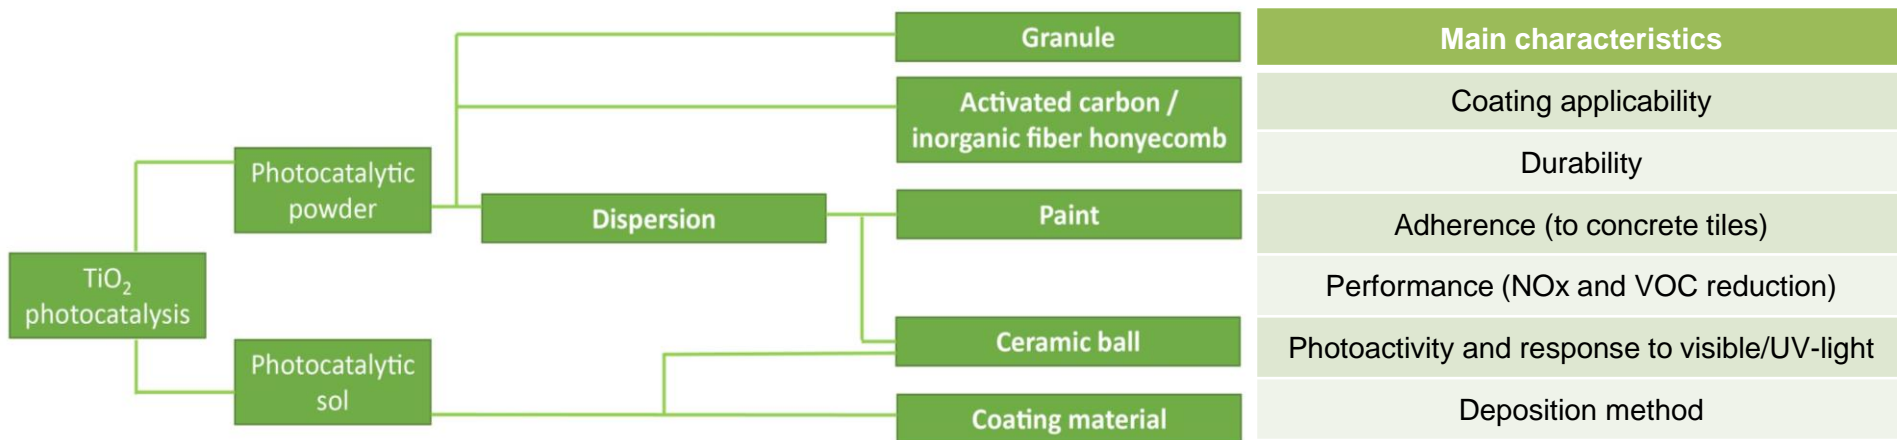 TiO₂
photocatalysis
Photocatalytic
powder
Photocatalytic
sol
Dispersion
Granule
Activated carbon /
inorganic fiber honyecomb
Paint
Ceramic ball
Coating material
Main characteristics
Coating applicability
Durability
Adherence (to concrete tiles)
Performance (NOx and VOC reduction)
Photoactivity and response to visible/UV-light
Deposition method